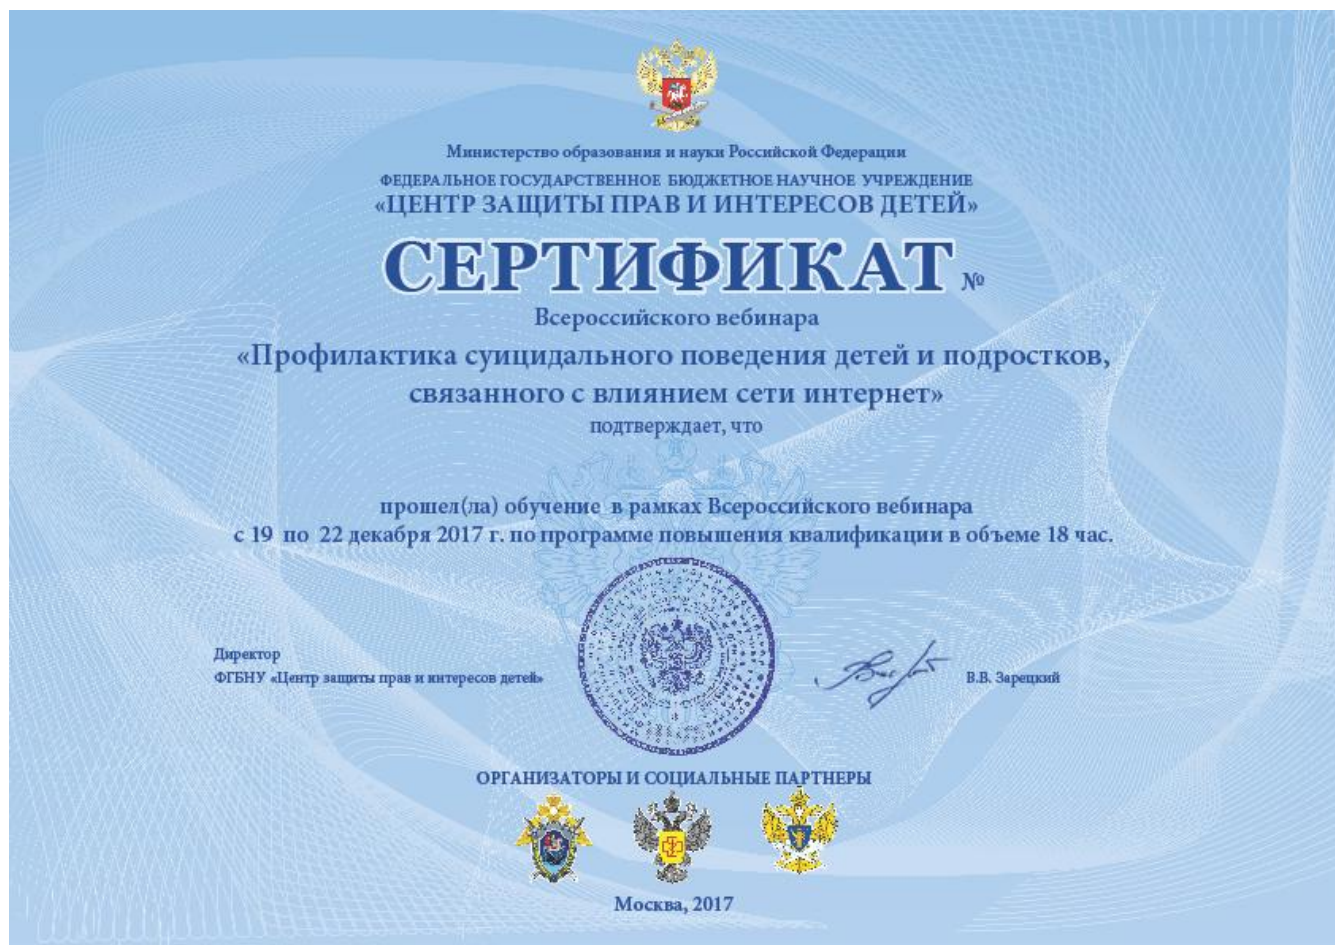 Министерство образования и науки Российской Федерации
ФЕДЕРАЛЬНОЕ ГОСУДАРСТВЕННОЕ БЮДЖЕТНОЕ НАУЧНОЕ УЧРЕЖДЕНИЕ
«ЦЕНТР ЗАЩИТЫ ПРАВ И ИНТЕРЕСОВ ДЕТЕЙ»
СЕРТИФИКАТ №
Всероссийского вебинара
«Профилактика суицидального поведения детей и подростков,
связанного с влиянием сети интернет»
подтверждает, что
прошел(ла) обучение в рамках Всероссийского вебинара
с 19 по 22 декабря 2017 г. по программе повышения квалификации в объеме 18 час.
Директор
ФГБНУ «Центр защиты прав и интересов детей»
В.В. Зарецкий
ОРГАНИЗАТОРЫ И СОЦИАЛЬНЫЕ ПАРТНЕРЫ
Москва, 2017